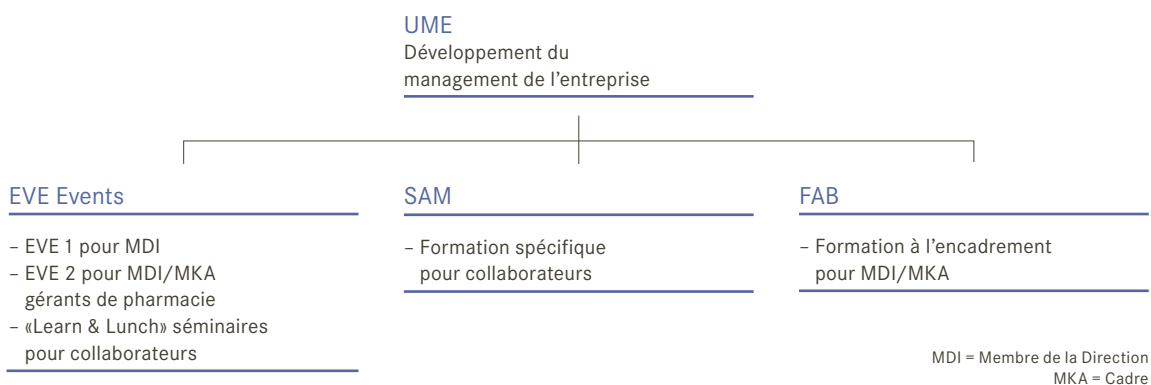 UME
Développement du
management de l'entreprise
EVE Events
– EVE 1 pour MDI
– EVE 2 pour MDI/MKA
gérants de pharmacie
– «Learn & Lunch» séminaires
pour collaborateurs
SAM
– Formation spécifique
pour collaborateurs
FAB
– Formation à l'encadrement
pour MDI/MKA
MDI = Membre de la Direction
MKA = Cadre